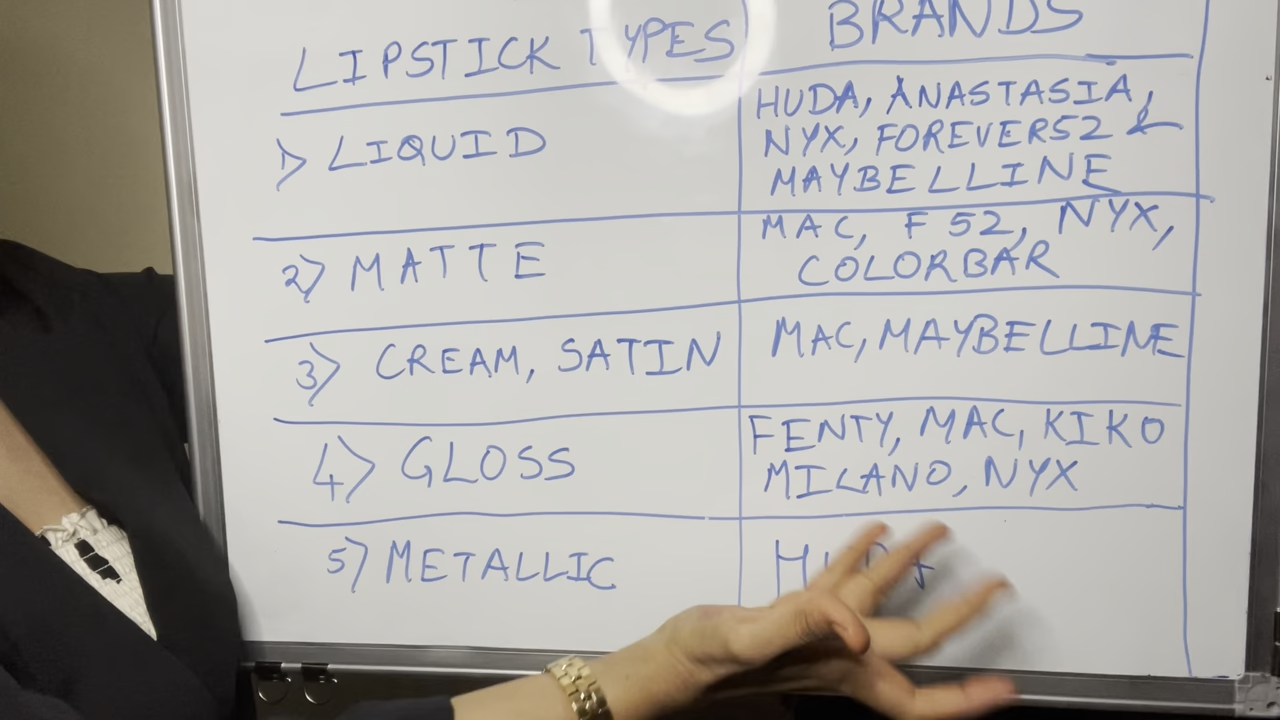 LIPSTICK TYPES
BRANDS
1) LIQUID
HUDA, ANASTASIA,
NYX, FOREVER52 &
MAYBELLINE
2) MATTE
MAC, F 52, NYX,
COLORBAR
3) CREAM, SATIN
MAC, MAYBELLINE
4) GLOSS
FENTY, MAC, KIKO
MILANO, NYX
5) METALLIC